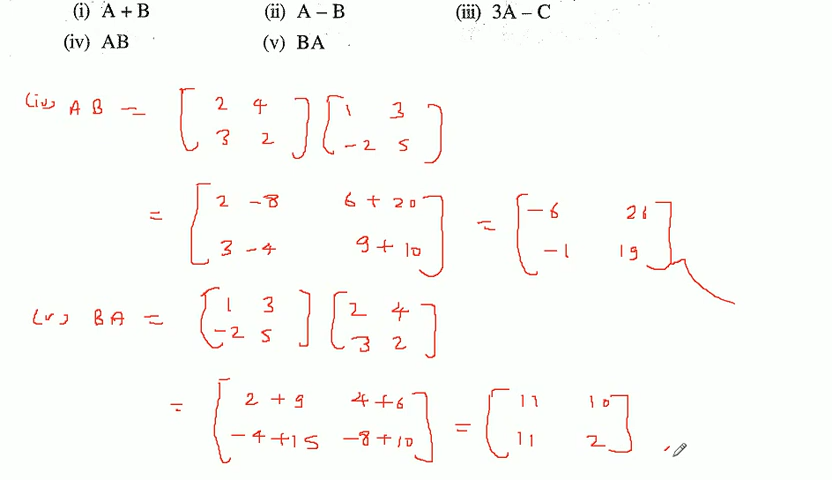 (i) A + B (ii) A – B (iii) 3A – C
(iv) AB (v) BA
(iv) AB = [2 4
3 2] [1 3
-2 5]
= [2 -8 6 + 20
3 -4 9 + 10] = [-6 26
-1 19]
(v) BA = [1 3
-2 5] [2 4
3 2]
= [2 + 9 4 + 6
-4 + 15 -8 + 10] = [11 10
11 2]